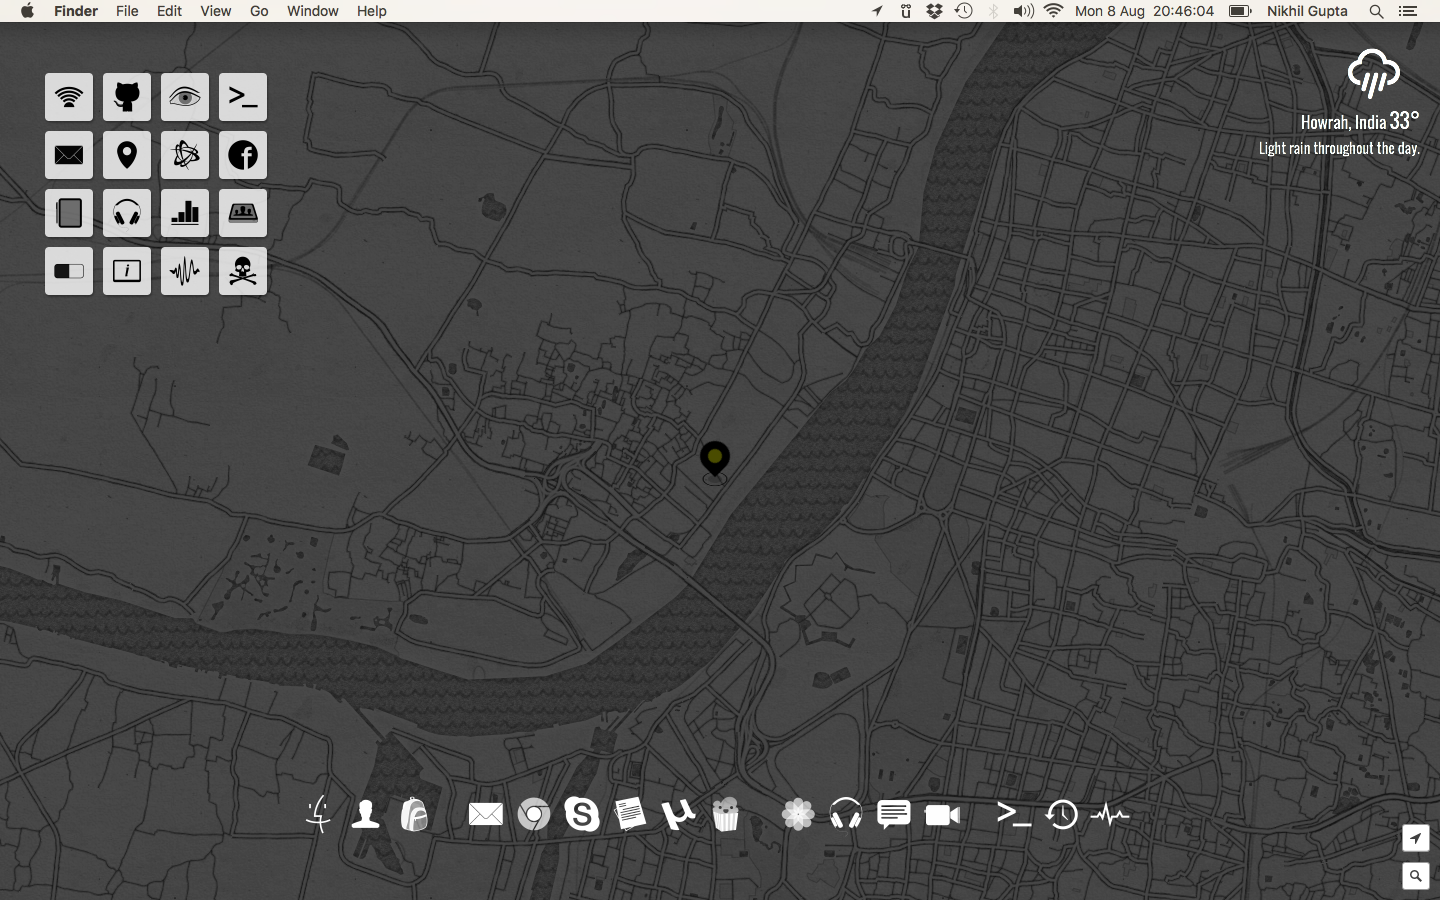 Finder File Edit View Go Window Help ü Mon 8 Aug 20:46:04 Nikhil Gupta
Howrah, India 33°
Light rain throughout the day.